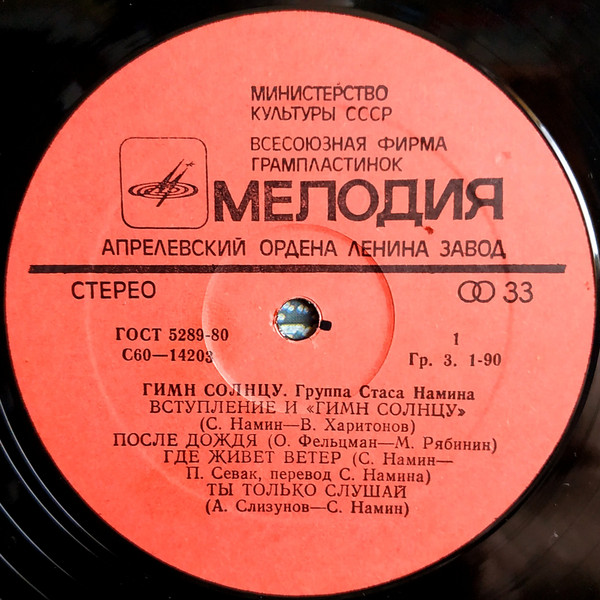 МИНИСТЕРСТВО
КУЛЬТУРЫ СССР
ВСЕСОЮЗНАЯ ФИРМА
ГРАМПЛАСТИНОК
МЕЛОДИЯ
АПРЕЛЕВСКИЙ ОРДЕНА ЛЕНИНА ЗАВОД
СТЕРЕО 33
ГОСТ 5289-80 1
С60—14203 Гр. 3. 1-90
ГИМН СОЛНЦУ. Группа Стаса Намина
ВСТУПЛЕНИЕ И «ГИМН СОЛНЦУ»
(С. Намин—В. Харитонов)
ПОСЛЕ ДОЖДЯ (О. Фельцман—М. Рябинин)
ГДЕ ЖИВЕТ ВЕТЕР (С. Намин—
П. Севак, перевод С. Намина)
ТЫ ТОЛЬКО СЛУШАЙ
(А. Слизунов—С. Намин)